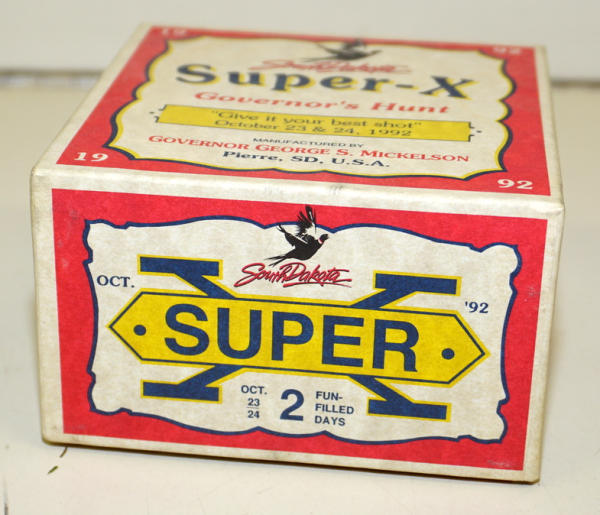 19 92
South Dakota
Super-X
Governor's Hunt
"Give it your best shot"
October 23 & 24, 1992
MANUFACTURED BY
GOVERNOR GEORGE S. MICKELSON
Pierre, SD, U.S.A.
19 92
South Dakota
OCT. '92
X
SUPER
OCT.
23
24
2
FUN-
FILLED
DAYS